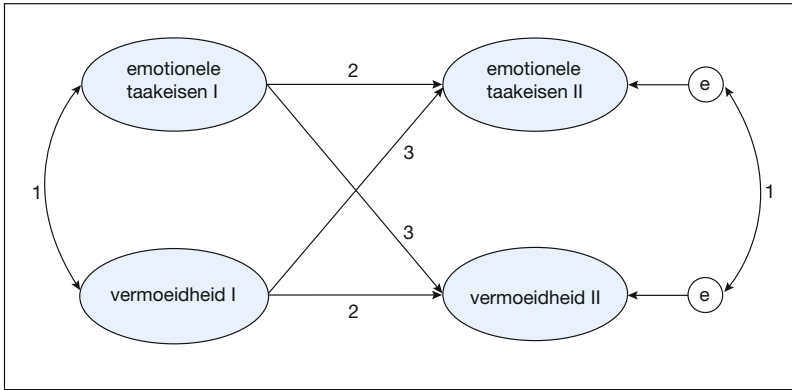 emotionele
taakeisen I
2
emotionele
taakeisen II
e
3
1
1
3
vermoeidheid I
2
vermoeidheid II
e